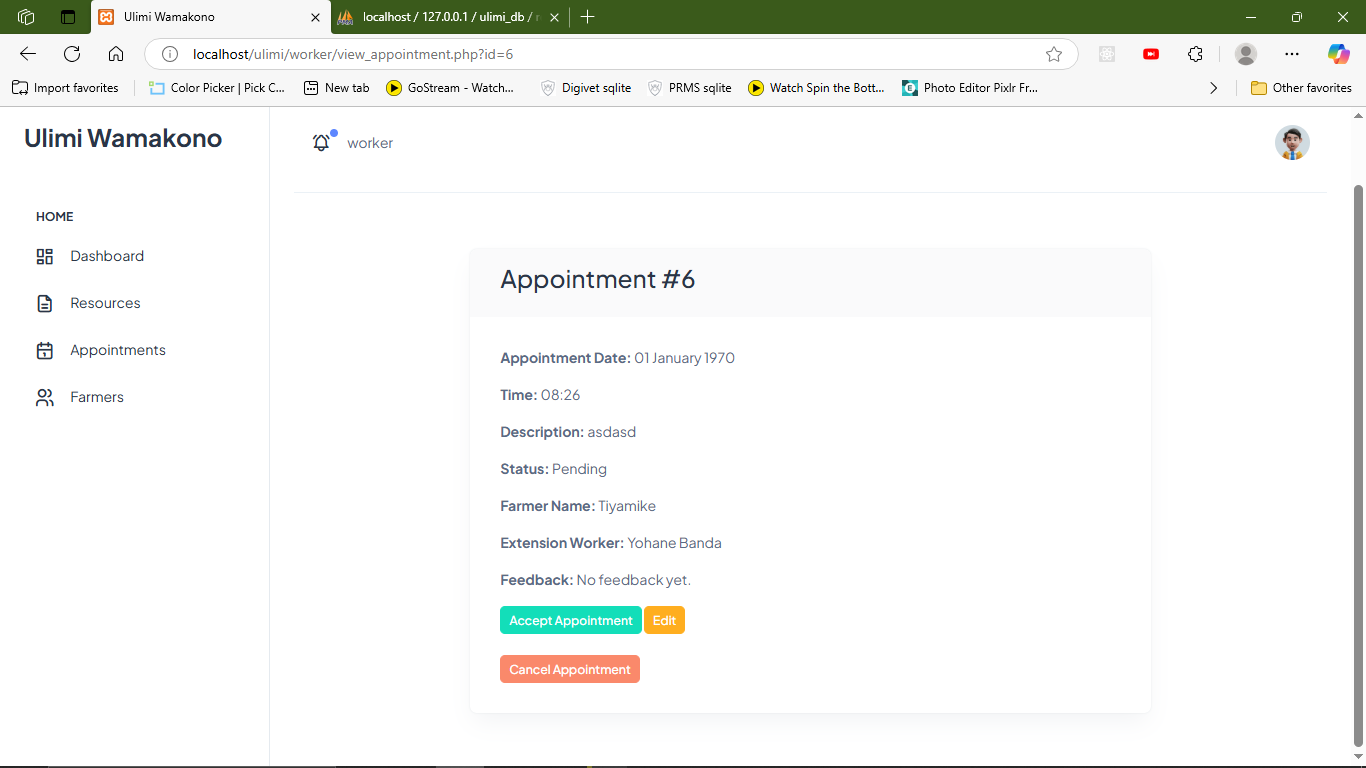 Ulimi Wamakono
localhost / 127.0.0.1 / ulimi_db /
localhost/ulimi/worker/view_appointment.php?id=6
Import favorites
Color Picker | Pick C...
New tab
GoStream - Watch...
Digivet sqlite
PRMS sqlite
Watch Spin the Bott...
Photo Editor Pixlr Fr...
Other favorites
Ulimi Wamakono
worker
HOME
Dashboard
Resources
Appointments
Farmers
Appointment #6
Appointment Date: 01 January 1970
Time: 08:26
Description: asdasd
Status: Pending
Farmer Name: Tiyamike
Extension Worker: Yohane Banda
Feedback: No feedback yet.
Accept Appointment Edit
Cancel Appointment